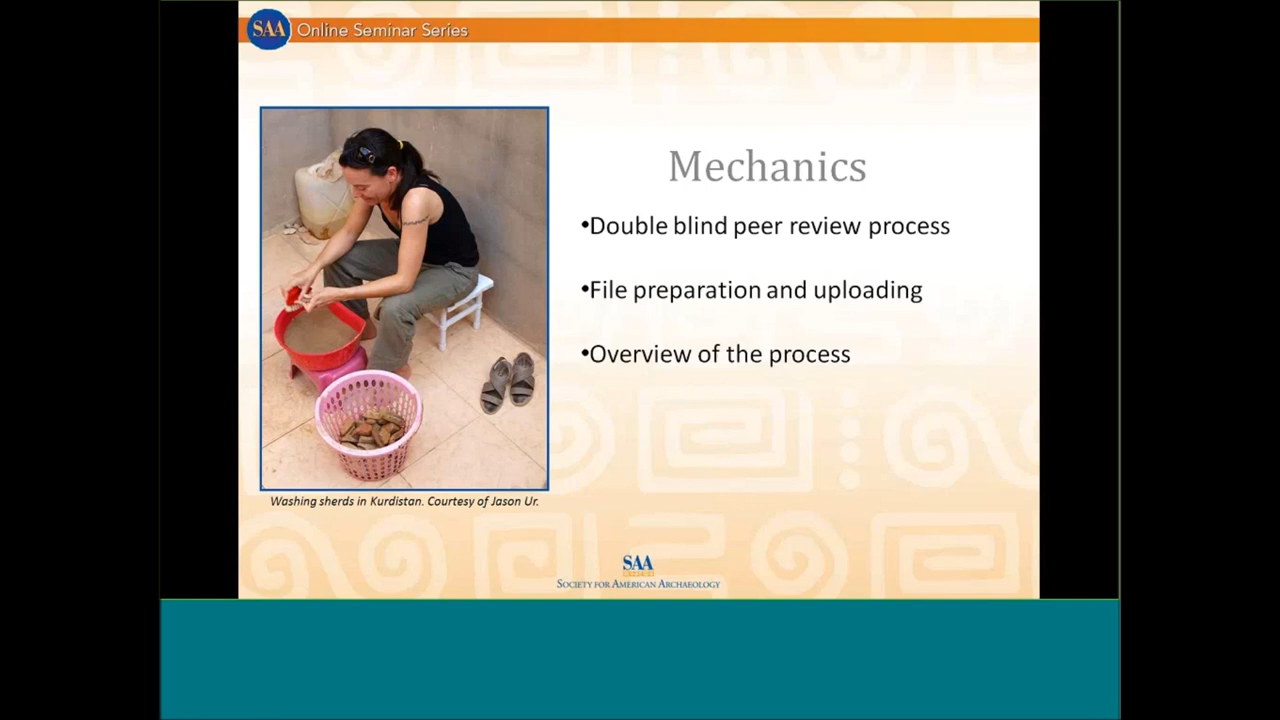 SAA Online Seminar Series
Mechanics
•Double blind peer review process
•File preparation and uploading
•Overview of the process
Washing sherds in Kurdistan. Courtesy of Jason Ur.
SAA
SOCIETY FOR AMERICAN ARCHAEOLOGY